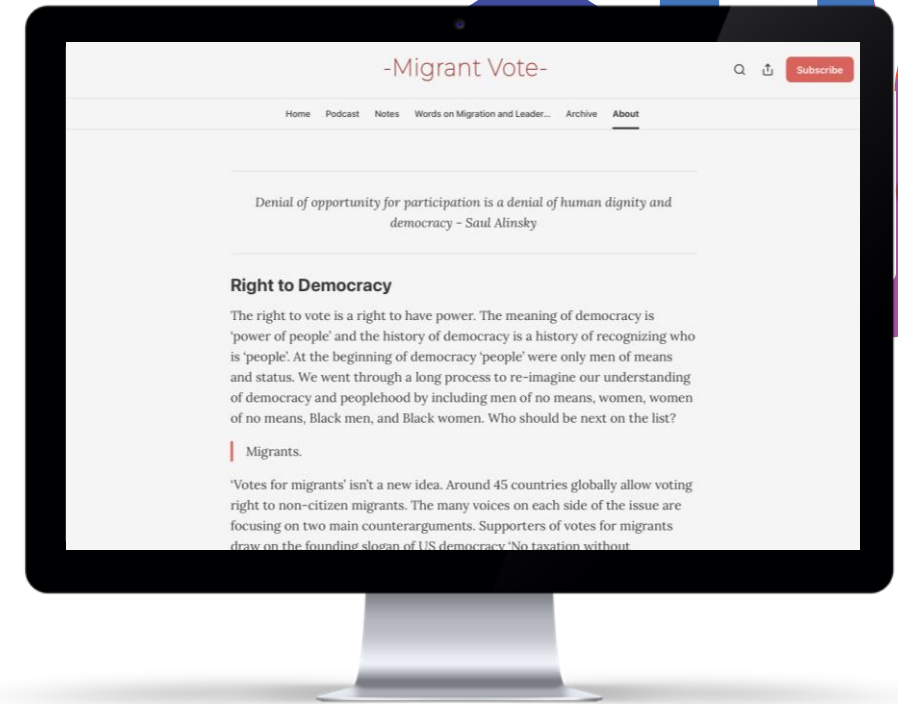 -Migrant Vote-
Subscribe
Home Podcast Notes Words on Migration and Leader... Archive About
Denial of opportunity for participation is a denial of human dignity and
democracy - Saul Alinsky
Right to Democracy
The right to vote is a right to have power. The meaning of democracy is
'power of people' and the history of democracy is a history of recognizing who
is 'people'. At the beginning of democracy 'people' were only men of means
and status. We went through a long process to re-imagine our understanding
of democracy and peoplehood by including men of no means, women, women
of no means, Black men, and Black women. Who should be next on the list?
Migrants.
'Votes for migrants' isn't a new idea. Around 45 countries globally allow voting
right to non-citizen migrants. The many voices on each side of the issue are
focusing on two main counterarguments. Supporters of votes for migrants
draw on the founding slogan of US democracy 'No taxation without